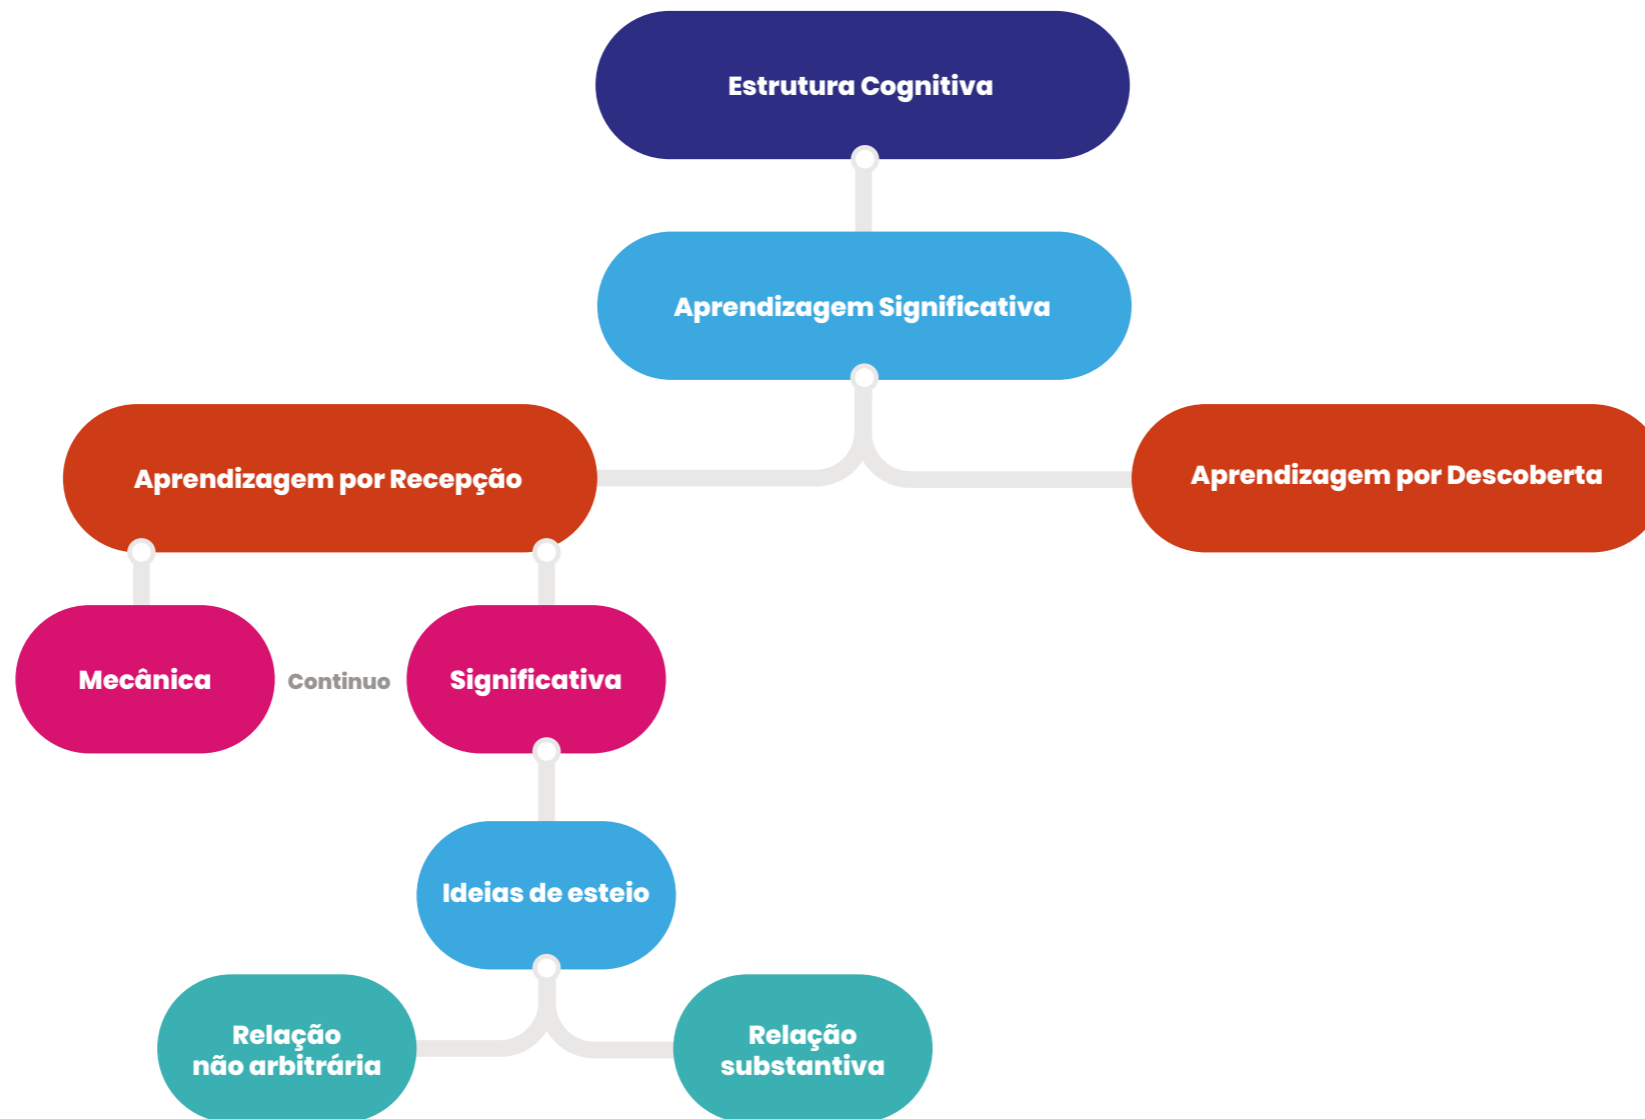 Estrutura Cognitiva
Aprendizagem Significativa
Aprendizagem por Recepção
Aprendizagem por Descoberta
Mecânica
Continuo
Significativa
Ideias de esteio
Relação
não arbitrária
Relação
substantiva